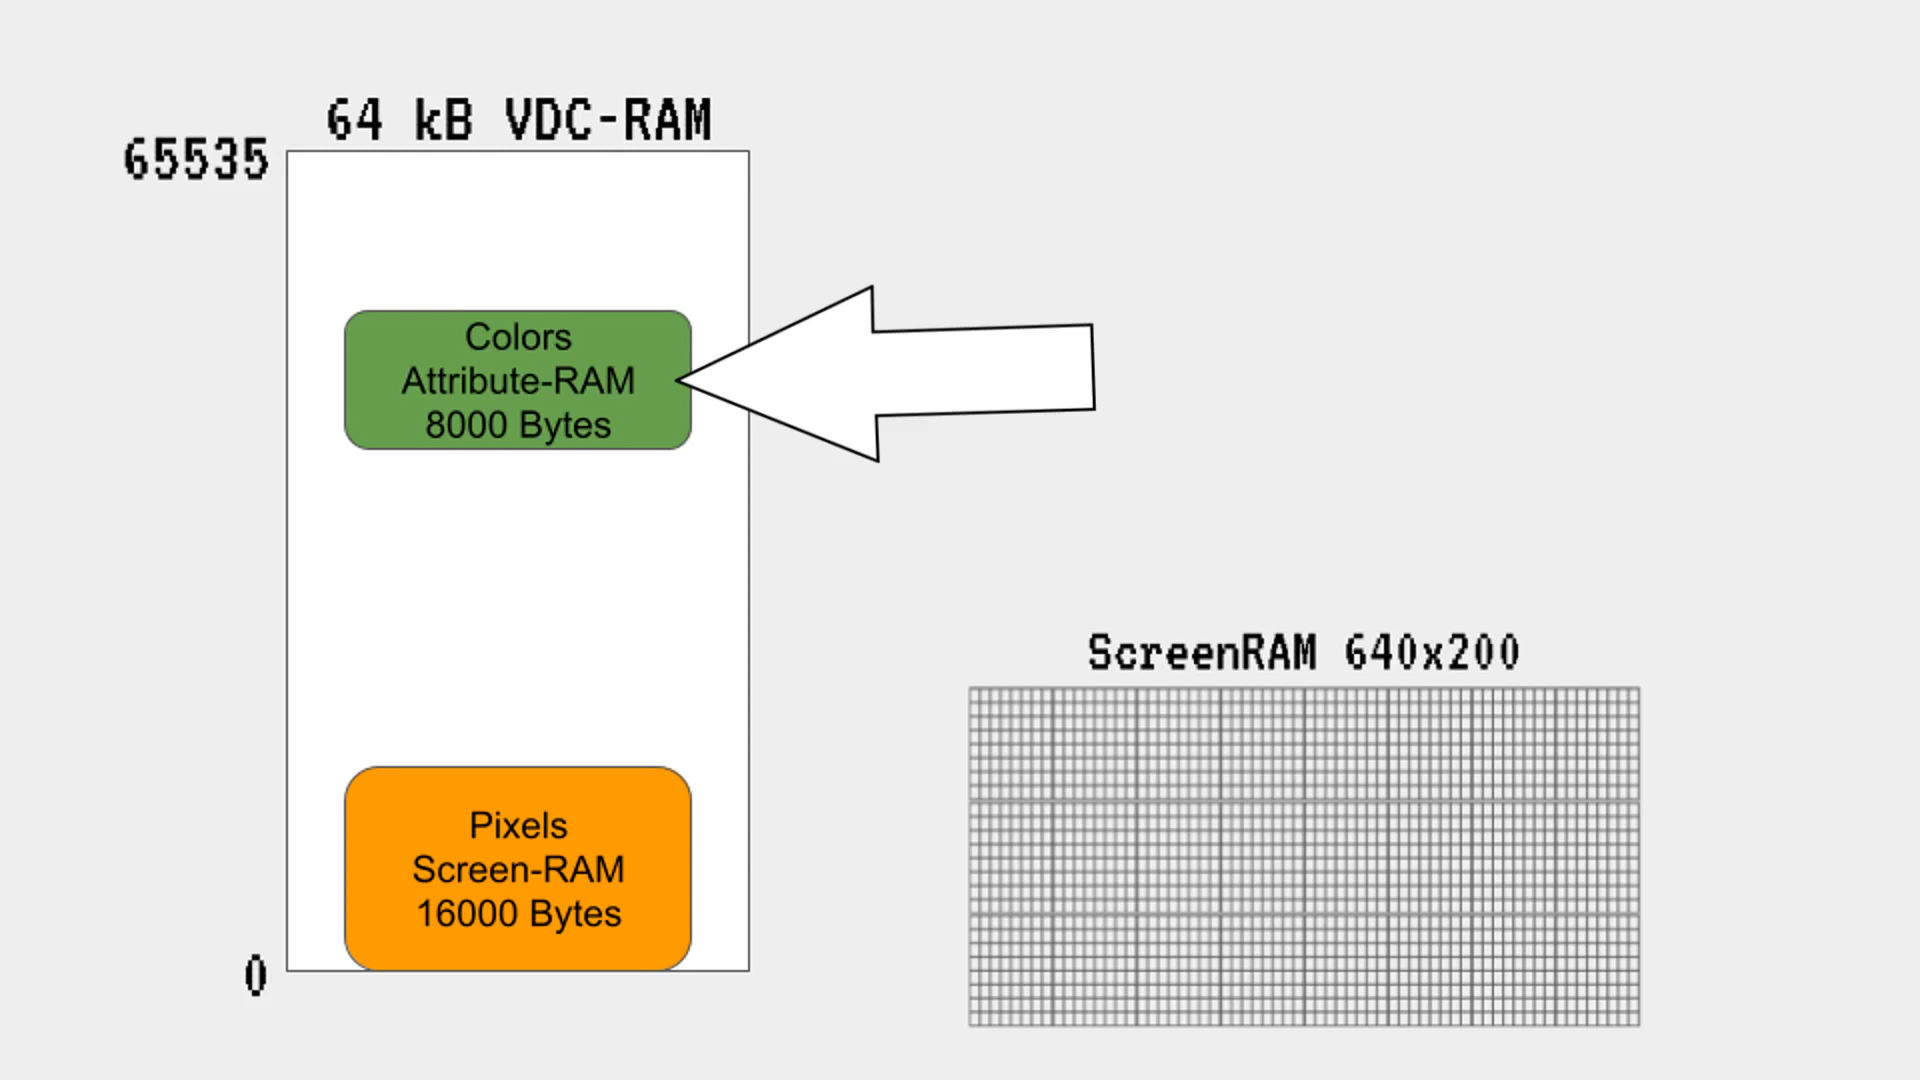 64 kB VDC-RAM
65535
Colors
Attribute-RAM
8000 Bytes
ScreenRAM 640x200
Pixels
Screen-RAM
16000 Bytes
0